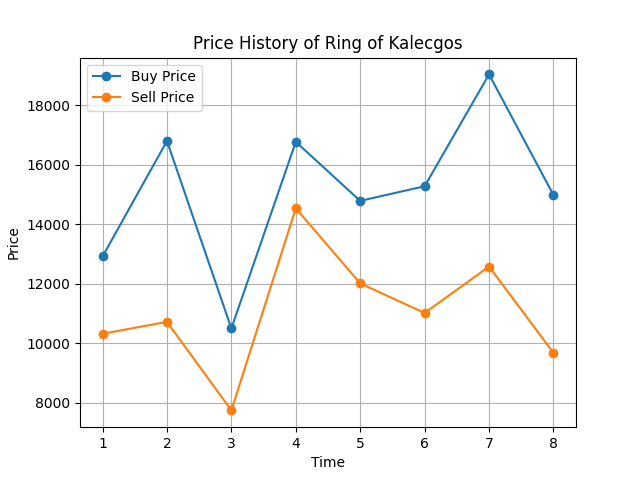 Price History of Ring of Kalecgos
Buy Price
Sell Price
Price
18000
16000
14000
12000
10000
8000
1 2 3 4 5 6 7 8
Time